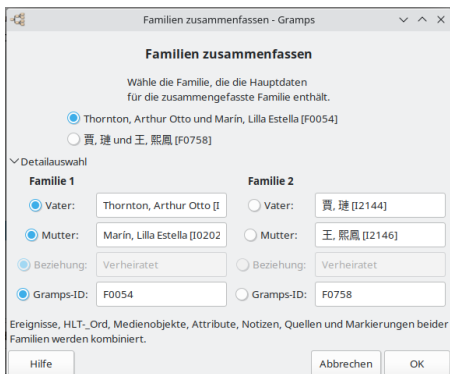 Familien zusammenfassen - Gramps
Familien zusammenfassen
Wähle die Familie, die die Hauptdaten
für die zusammengefasste Familie enthält.
Thornton, Arthur Otto und Marín, Lilla Estella [F0054]
賈, 璉 und 王, 熙鳳 [F0758]
Detailauswahl
Familie 1 Familie 2
Vater: Thornton, Arthur Otto [I Vater: 賈, 璉 [I2144]
Mutter: Marín, Lilla Estella [I0202 Mutter: 王, 熙鳳 [I2146]
Beziehung: Verheiratet Beziehung: Verheiratet
Gramps-ID: F0054 Gramps-ID: F0758
Ereignisse, HLT-_Ord, Medienobjekte, Attribute, Notizen, Quellen und Markierungen beider
Familien werden kombiniert.
Hilfe Abbrechen OK